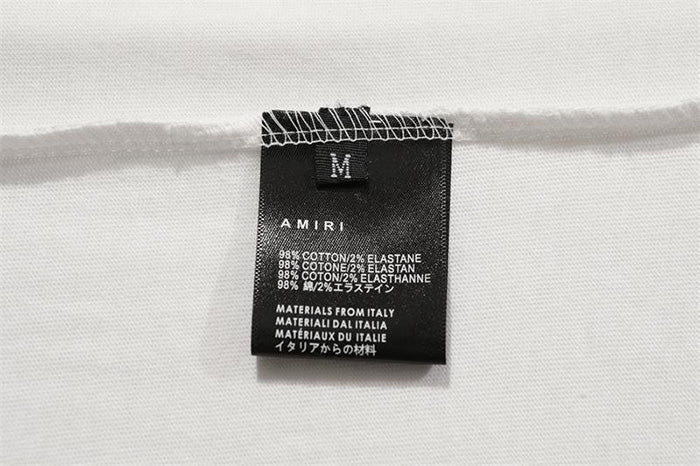 M
AMIRI
98% COTTON/2% ELASTANE
98% COTONE/2% ELASTAN
98% COTON/2% ELASTHANNE
98% 綿/2%エラステイン
MATERIALS FROM ITALY
MATERIALI DAL ITALIA
MATÉRIAUX DU ITALIE
イタリアからの材料